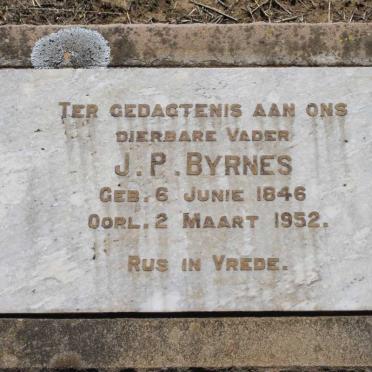 TER GEDAGTENIS AAN ONS
DIERBARE VADER
J.P. BYRNES
GEB. 6 JUNIE 1846
OORL. 2 MAART 1952.
RUS IN VREDE.